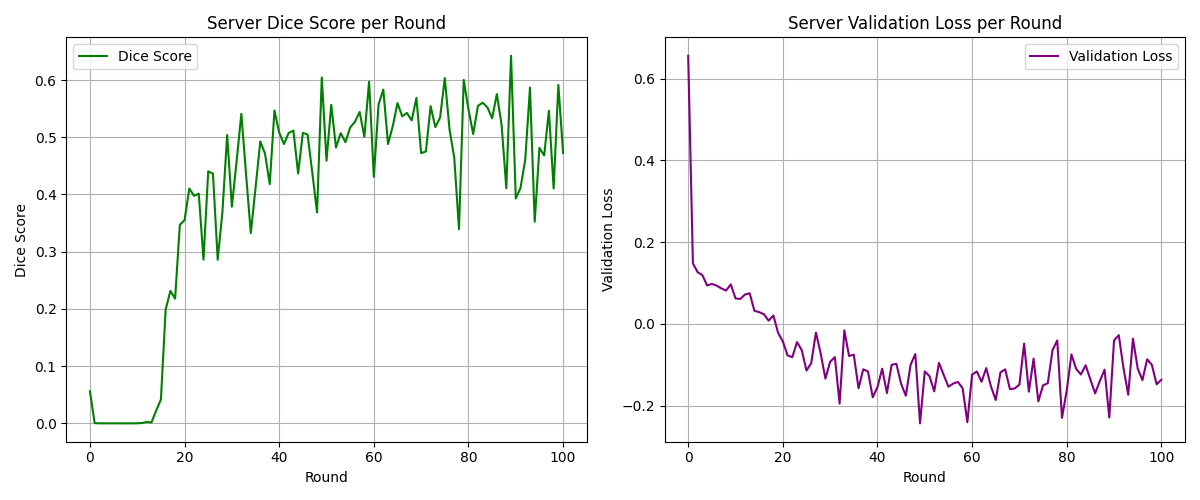 Server Dice Score per Round
Dice Score
0.6
0.5
0.4
0.3
0.2
0.1
0.0
Dice Score
0 20 40 60 80 100
Round
Server Validation Loss per Round
Validation Loss
0.6
0.4
0.2
0.0
−0.2
Validation Loss
0 20 40 60 80 100
Round